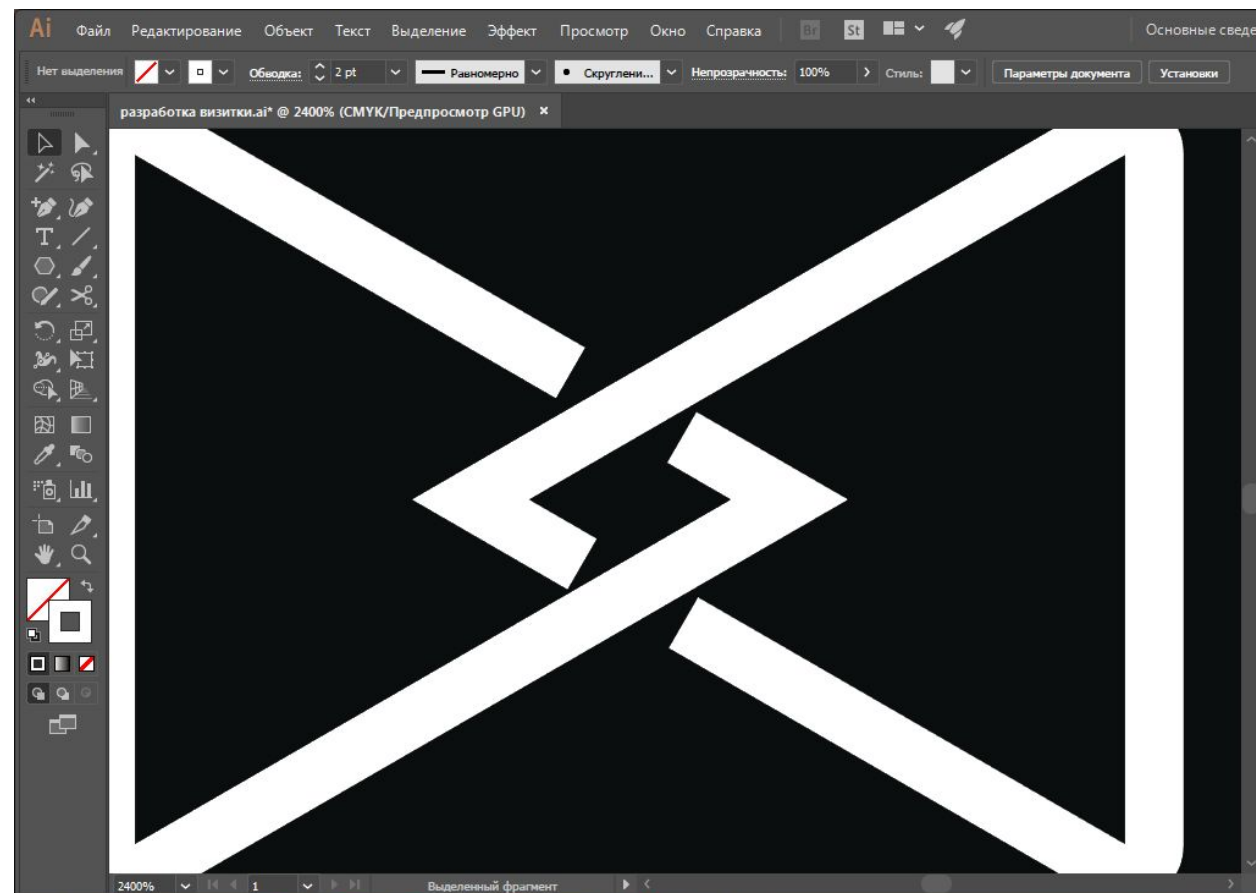 Ai Файл Редактирование Объект Текст Выделение Эффект Просмотр Окно Справка Br St Основные сведе
Нет выделения Обводка: 2 pt Равномерно Скруглени... Непрозрачность: 100% Стиль: Параметры документа Установки
разработка визитки.ai* @ 2400% (CMYK/Предпросмотр GPU) ×
2400% 1 Выделенный фрагмент